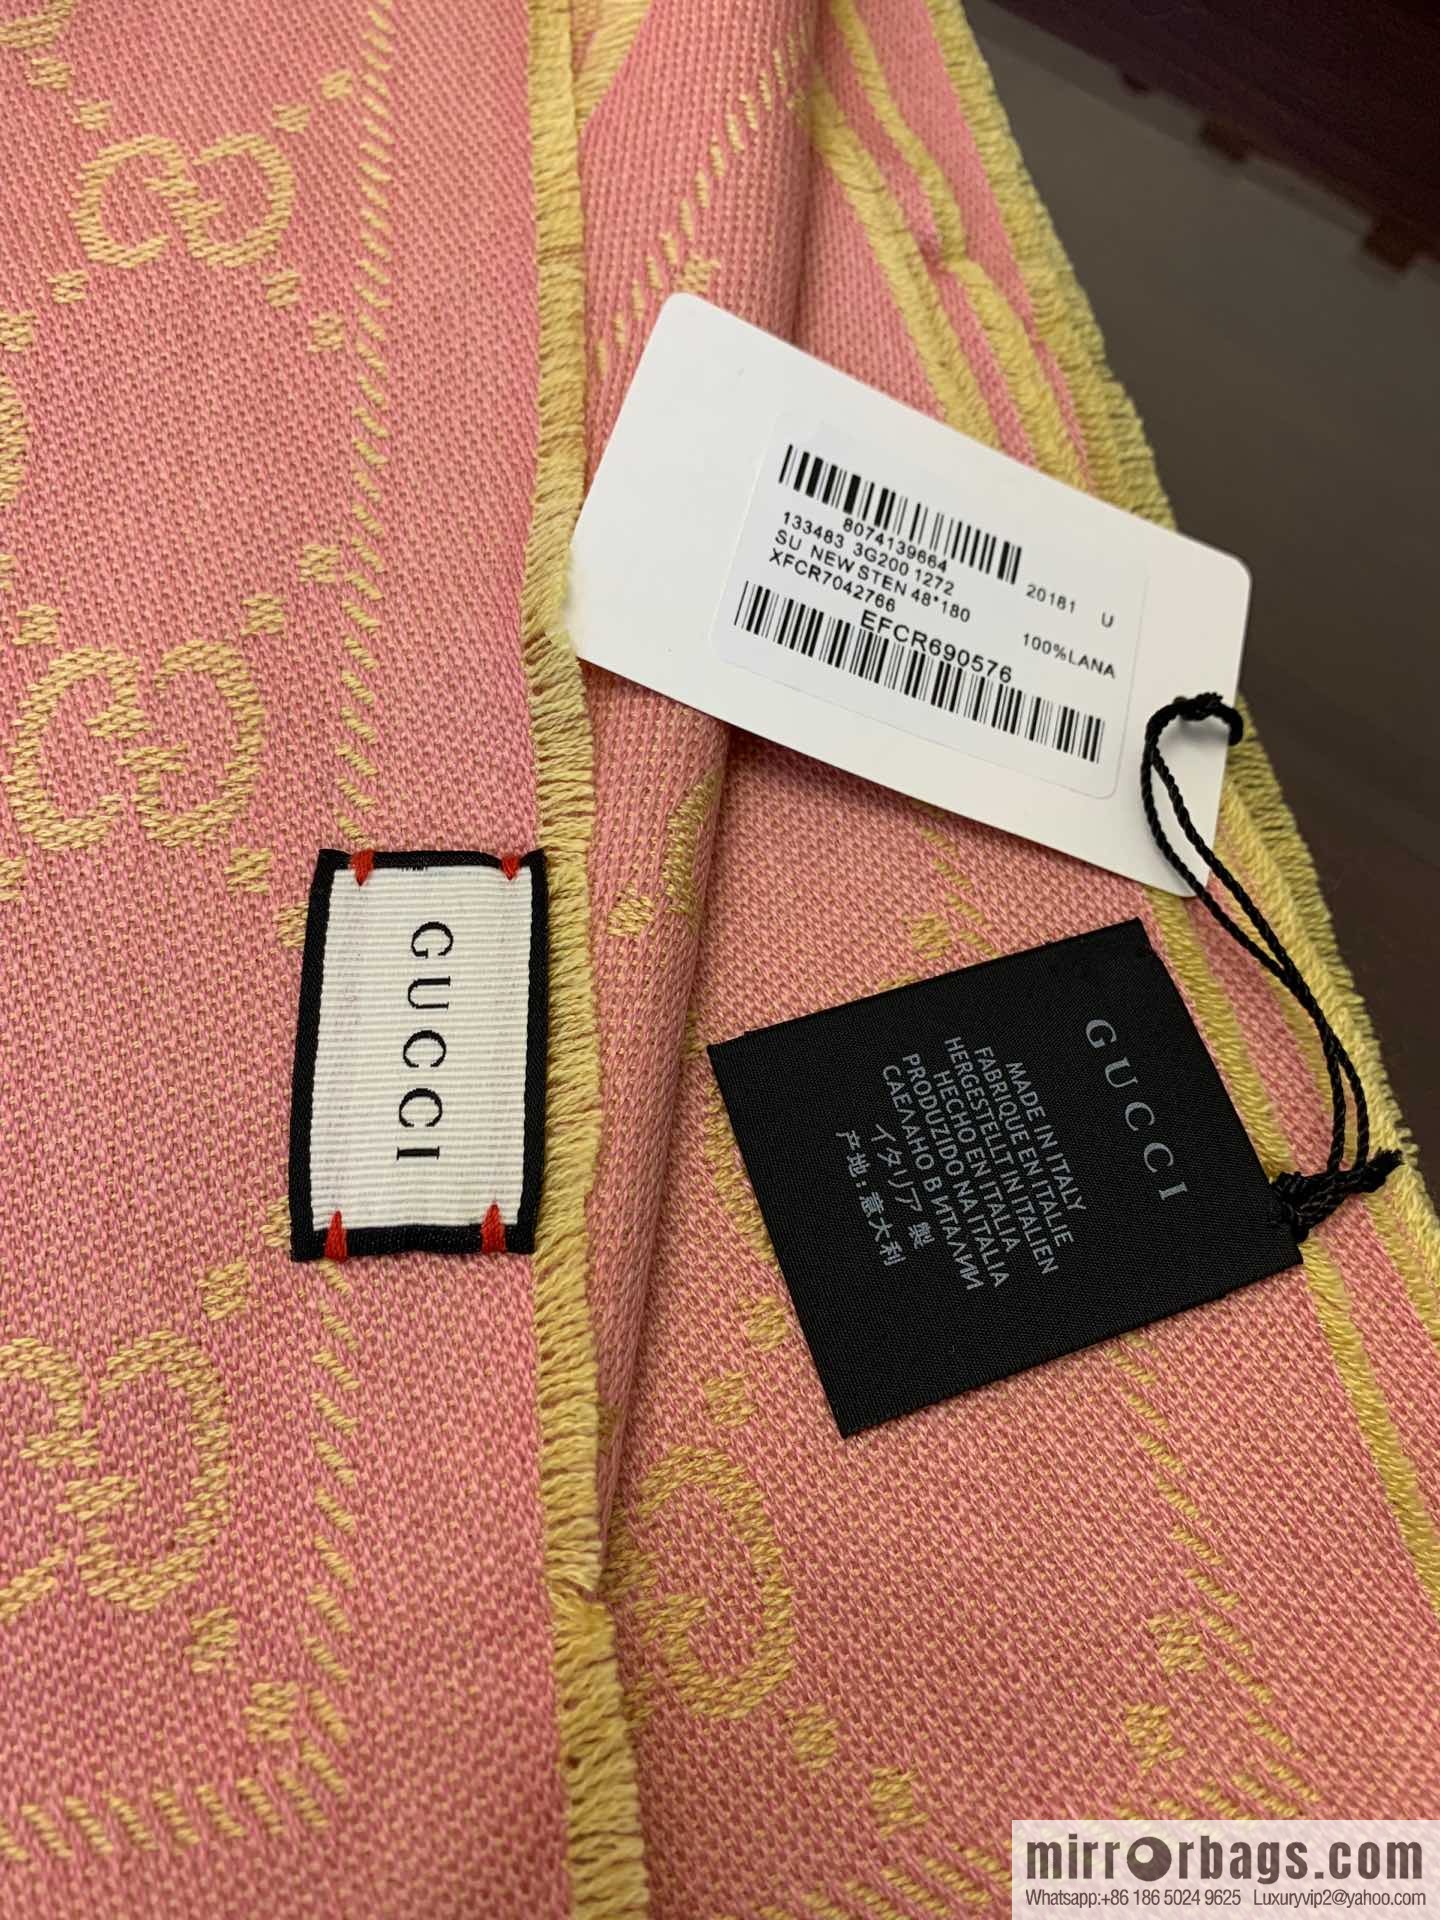 8074139664
133483 3G200 1272
20181 U
SU NEW STEN 48*180
XFCR7042766
100%LANA
EFCR690576
GUCCI
GUCCI
MADE IN ITALY
FABRIQUE EN ITALIE
HERGESTELLT IN ITALIEN
HECHO EN ITALIA
PRODUZIDO NA ITALIA
СДЕЛАНО В ИТАЛИИ
イタリア製
产地:意大利
mirrorbags.com
Whatsapp:+86 186 5024 9625 Luxuryvip2@yahoo.com